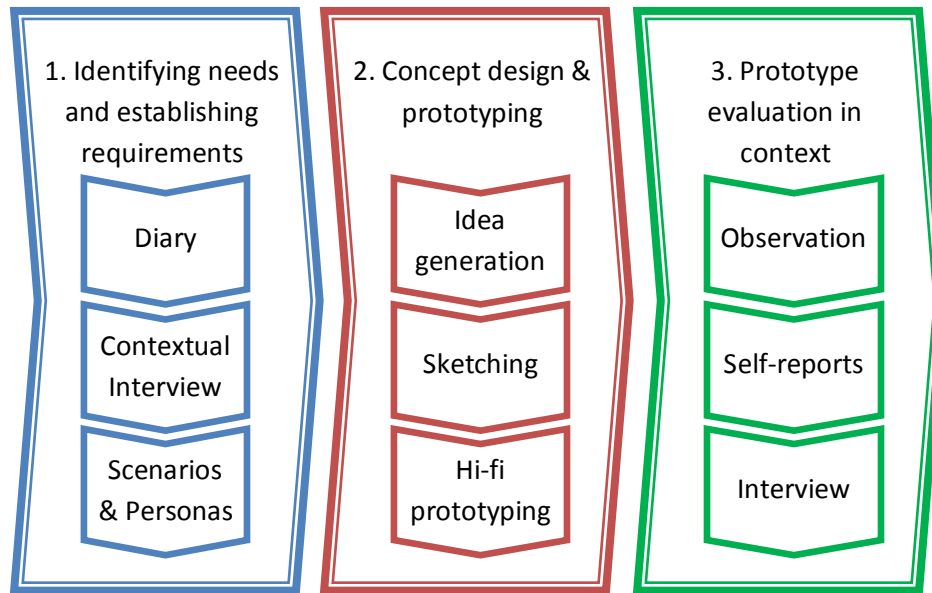 1. Identifying needs
and establishing
requirements
Diary
Contextual
Interview
Scenarios
& Personas
2. Concept design &
prototyping
Idea
generation
Sketching
Hi-fi
prototyping
3. Prototype
evaluation in
context
Observation
Self-reports
Interview